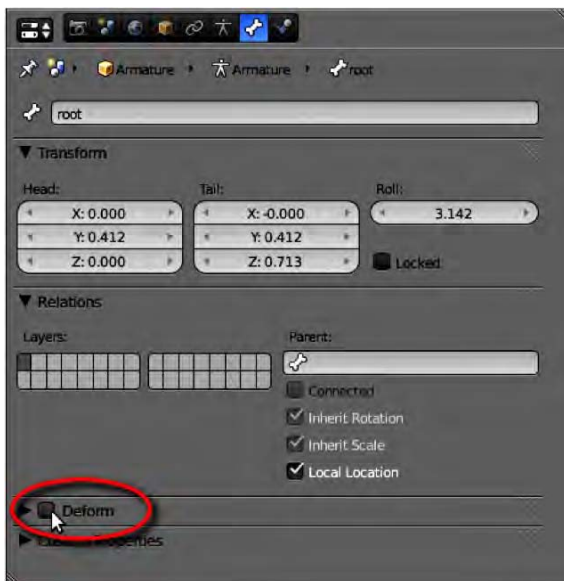 Armature Armature root
root
Transform
Head: Tail: Roll:
X: 0.000 X: -0.000 3.142
Y: 0.412 Y: 0.412
Z: 0.000 Z: 0.713 Locked
Relations
Layers: Parent:
Connected
Inherit Rotation
Inherit Scale
Local Location
Deform
Properties